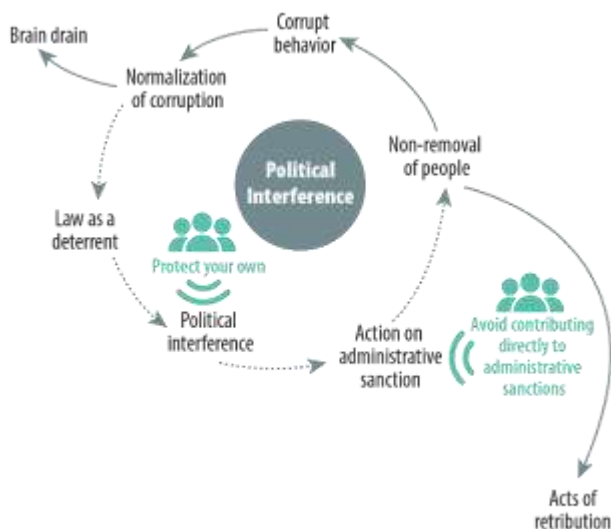 Corrupt
behavior
Brain drain
Normalization
of corruption
Non-removal
of people
Political
Interference
Law as a
deterrent
Protect your own
Political
interference
Action on
administrative
sanction
Avoid contributing
directly to
administrative
sanctions
Acts of
retribution